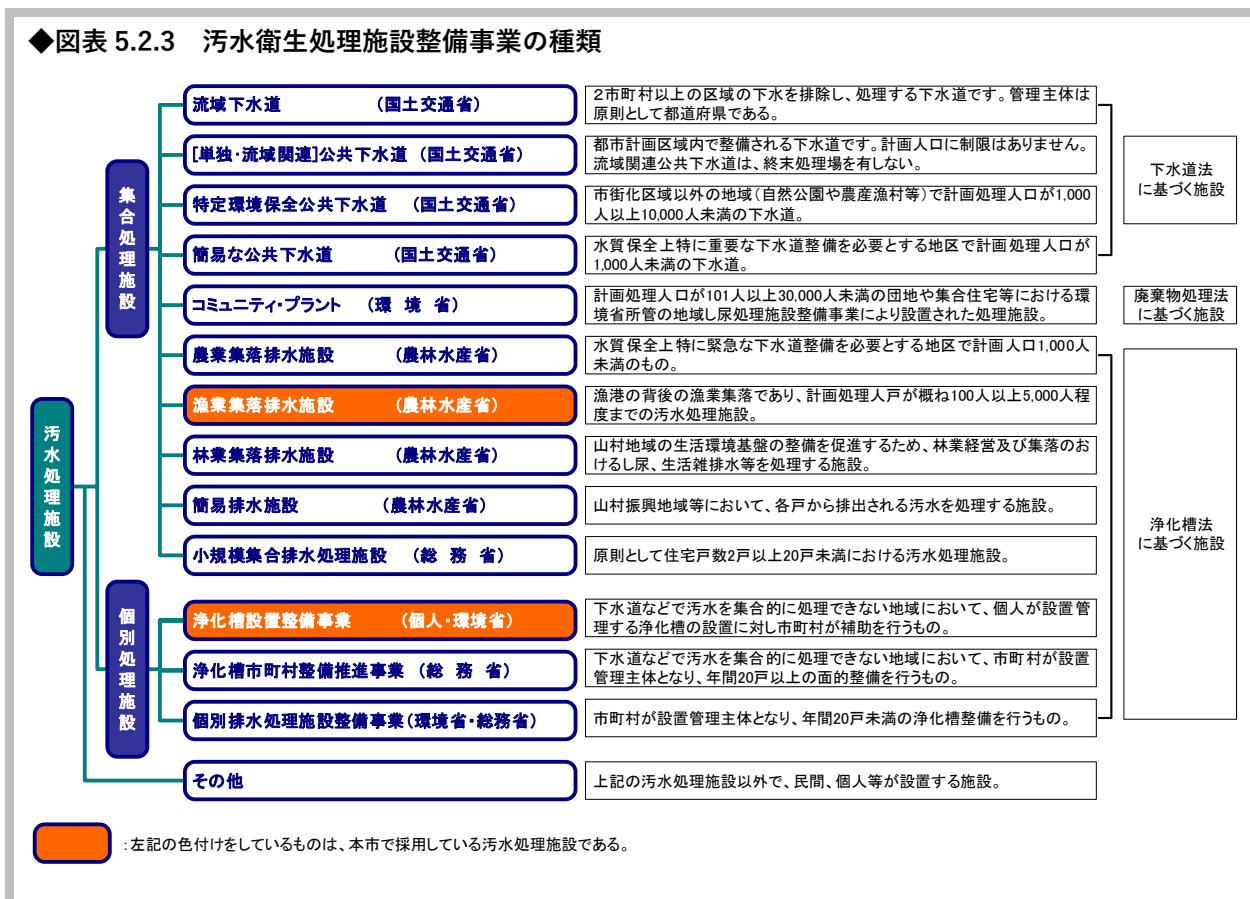 ◆図表 5.2.3　汚水衛生処理施設整備事業の種類
汚水処理施設
集合処理施設
流域下水道　（国土交通省）
2市町村以上の区域の下水を排除し、処理する下水道です。管理主体は
原則として都道府県である。
[単独・流域関連]公共下水道　（国土交通省）
都市計画区域内で整備される下水道です。計画人口に制限はありません。
流域関連公共下水道は、終末処理場を有しない。
特定環境保全公共下水道　（国土交通省）
市街化区域以外の地域（自然公園や農産漁村等）で計画処理人口が1,000
人以上10,000人未満の下水道。
簡易な公共下水道　（国土交通省）
水質保全上特に重要な下水道整備を必要とする地区で計画処理人口が
1,000人未満の下水道。
下水道法
に基づく施設
コミュニティ・プラント　（環 境 省）
計画処理人口が101人以上30,000人未満の団地や集合住宅等における環
境省所管の地域し尿処理施設整備事業により設置された処理施設。
廃棄物処理法
に基づく施設
農業集落排水施設　（農林水産省）
水質保全上特に緊急な下水道整備を必要とする地区で計画人口1,000人
未満のもの。
漁業集落排水施設　（農林水産省）
漁港の背後の漁業集落であり、計画処理人戸が概ね100人以上5,000人程
度までの汚水処理施設。
林業集落排水施設　（農林水産省）
山村地域の生活環境基盤の整備を促進するため、林業経営及び集落のお
けるし尿、生活雑排水等を処理する施設。
簡易排水施設　（農林水産省）
山村振興地域等において、各戸から排出される汚水を処理する施設。
小規模集合排水処理施設　（総 務 省）
原則として住宅戸数2戸以上20戸未満における汚水処理施設。
個別処理施設
浄化槽設置整備事業　（個人・環境省）
下水道などで汚水を集合的に処理できない地域において、個人が設置管
理する浄化槽の設置に対し市町村が補助を行うもの。
浄化槽市町村整備推進事業　（総 務 省）
下水道などで汚水を集合的に処理できない地域において、市町村が設置
管理主体となり、年間20戸以上の面的整備を行うもの。
個別排水処理施設整備事業（環境省・総務省）
市町村が設置管理主体となり、年間20戸未満の浄化槽整備を行うもの。
浄化槽法
に基づく施設
その他
上記の汚水処理施設以外で、民間、個人等が設置する施設。
：左記の色付けをしているものは、本市で採用している汚水処理施設である。